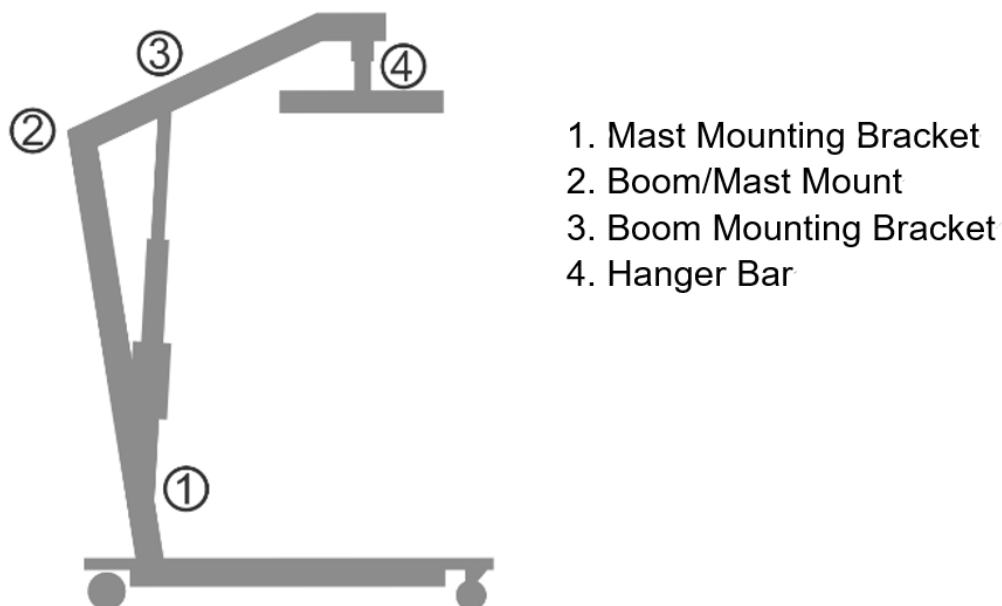 ③
④
②
1. Mast Mounting Bracket
2. Boom/Mast Mount
3. Boom Mounting Bracket
4. Hanger Bar
①